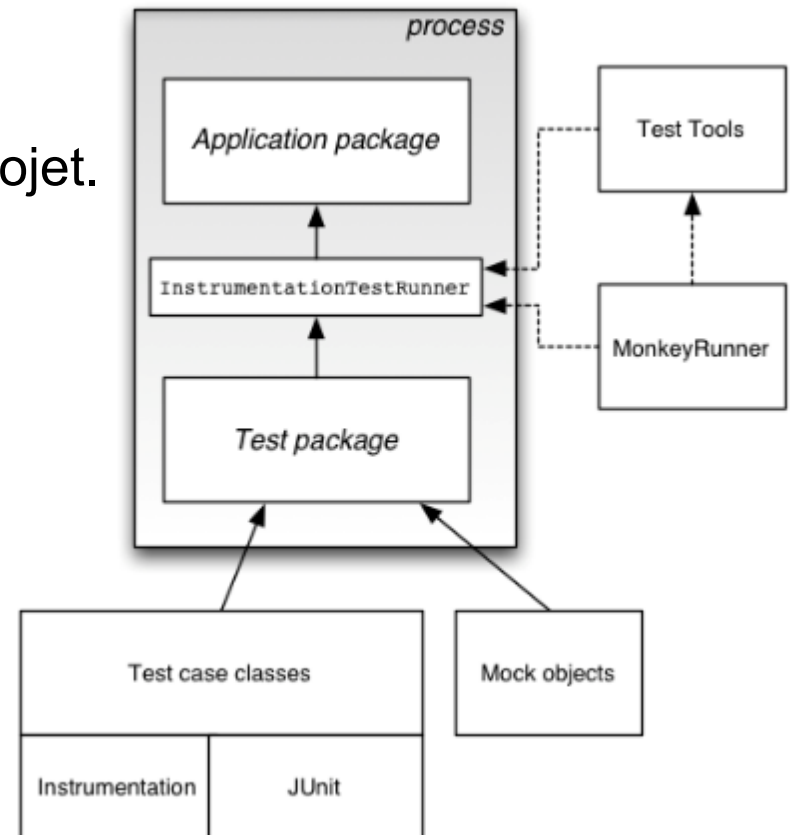 process
Application package
Test Tools
ojet.
InstrumentationTestRunner
MonkeyRunner
Test package
Test case classes
Mock objects
Instrumentation
JUnit